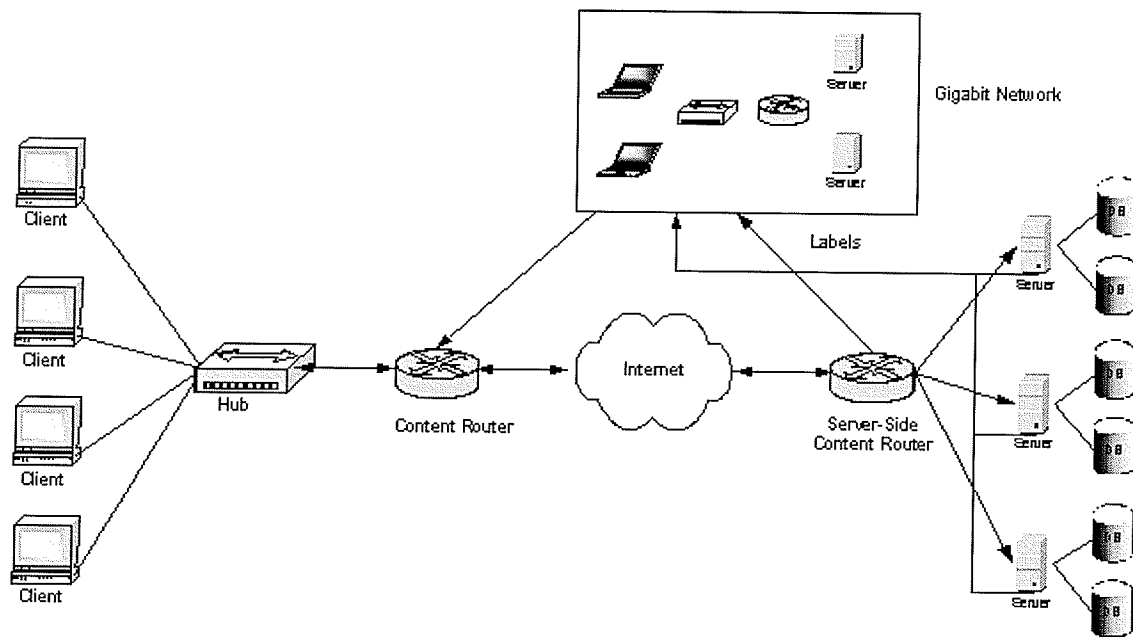 Server
Gigabit Network
Server
Client
DB
Labels
Server
DB
Client
Internet
DB
Hub
Content Router
Server-Side
Content Router
Server
DB
Client
DB
Server
DB
Client